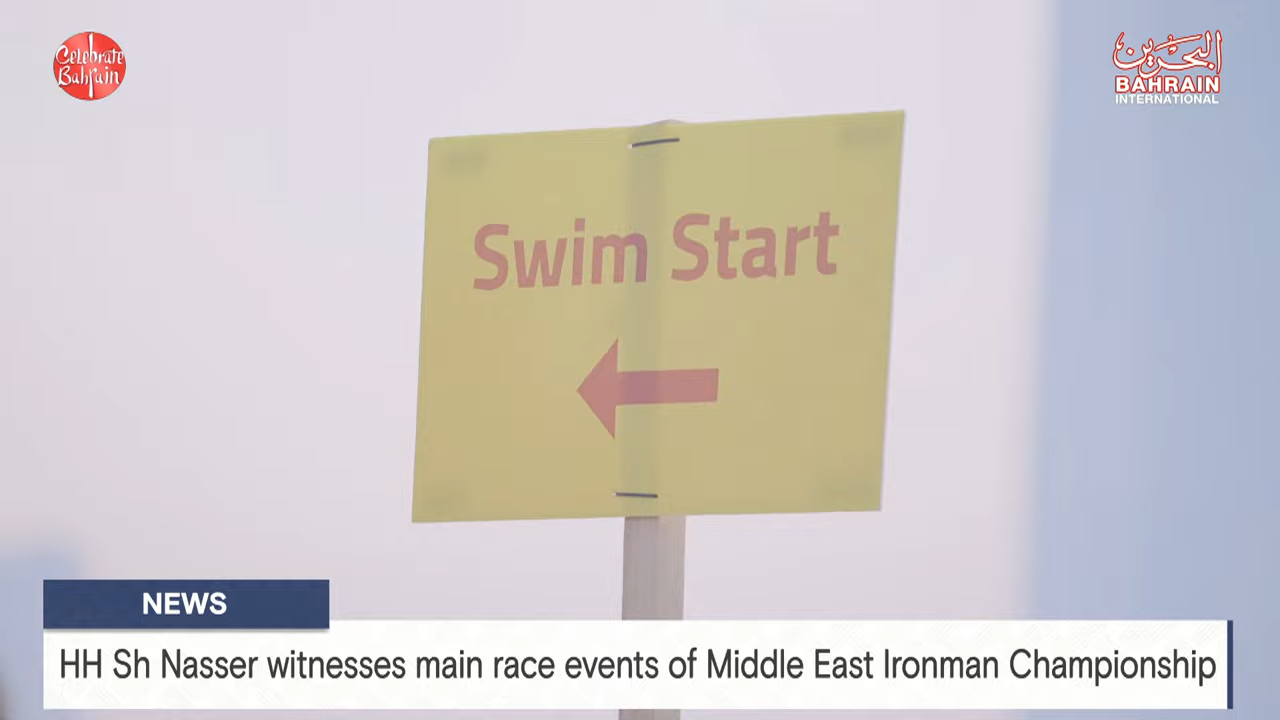 Celebrate
Bahrain
البحرين
BAHRAIN
INTERNATIONAL
Swim Start
NEWS
HH Sh Nasser witnesses main race events of Middle East Ironman Championship